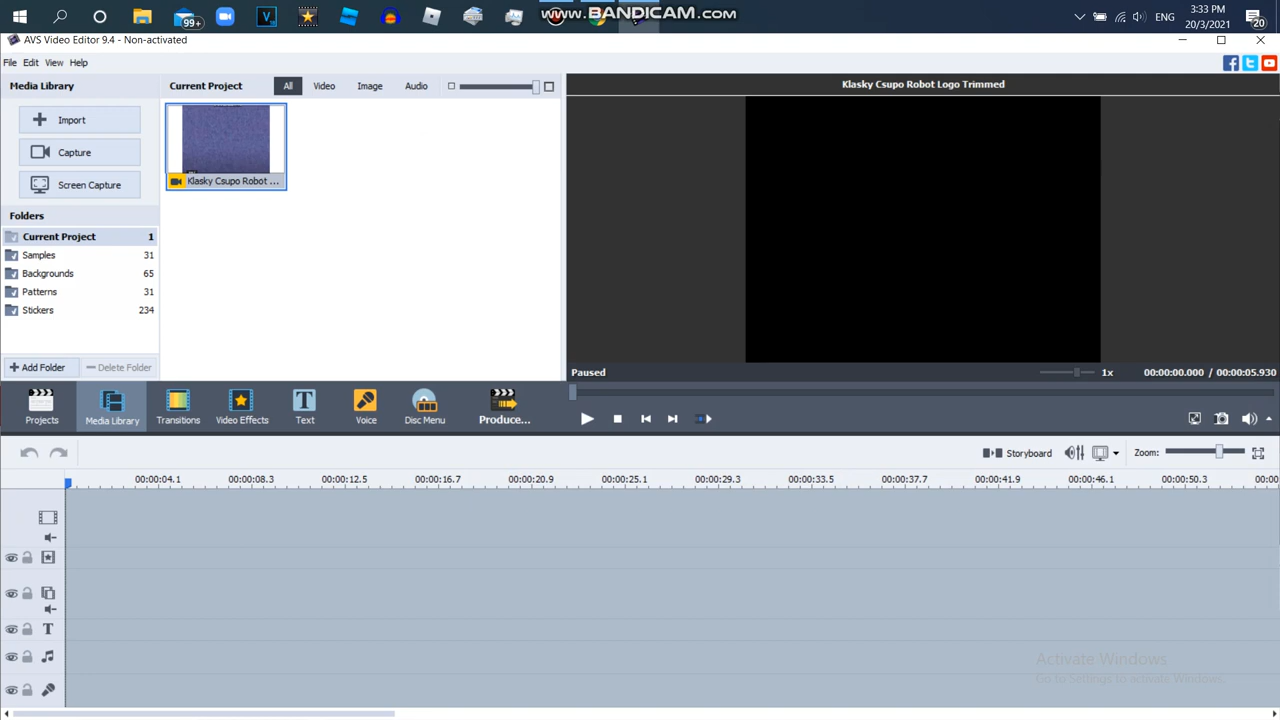 99+
WWW.BANDICAM.COM
ENG
3:33 PM
20/3/2021
20
AVS Video Editor 9.4 - Non-activated
File Edit View Help
Media Library
Import
Capture
Screen Capture
Folders
Current Project 1
Samples 31
Backgrounds 65
Patterns 31
Stickers 234
Add Folder
Delete Folder
Current Project
All Video Image Audio
Klasky Csupo Robot ...
Klasky Csupo Robot Logo Trimmed
Paused
1x
00:00:00.000 / 00:00:05.930
Projects
Media Library
Transitions
Video Effects
Text
Voice
Disc Menu
Produce...
Storyboard
Zoom:
00:00:04.1 00:00:08.3 00:00:12.5 00:00:16.7 00:00:20.9 00:00:25.1 00:00:29.3 00:00:33.5 00:00:37.7 00:00:41.9 00:00:46.1 00:00:50.3 00:00
T
Activate Windows
Go to Settings to activate Windows.